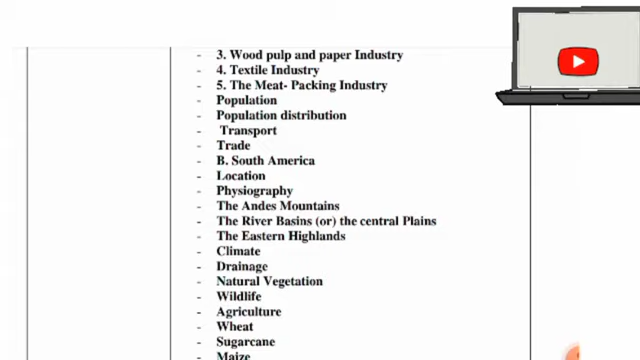 - 3. Wood pulp and paper Industry
- 4. Textile Industry
- 5. The Meat- Packing Industry
- Population
- Population distribution
- Transport
- Trade
- B. South America
- Location
- Physiography
- The Andes Mountains
- The River Basins (or) the central Plains
- The Eastern Highlands
- Climate
- Drainage
- Natural Vegetation
- Wildlife
- Agriculture
- Wheat
- Sugarcane
- Maize